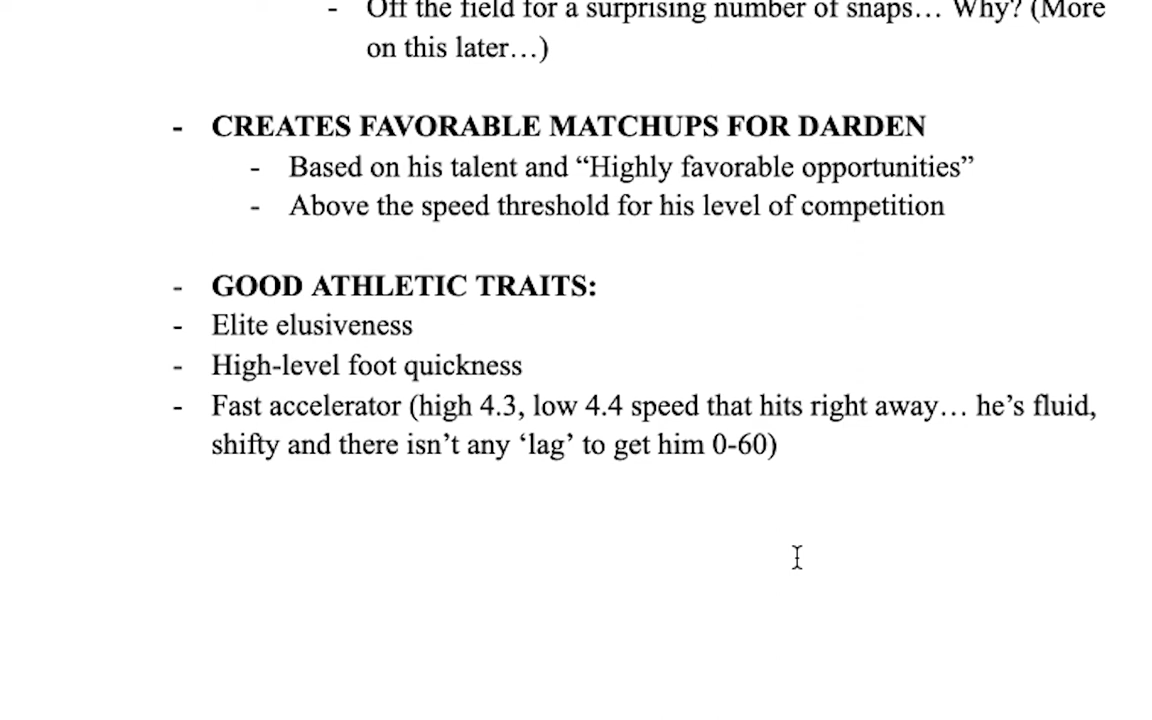 - Off the field for a surprising number of snaps… Why? (More
on this later…)
- CREATES FAVORABLE MATCHUPS FOR DARDEN
- Based on his talent and “Highly favorable opportunities”
- Above the speed threshold for his level of competition
- GOOD ATHLETIC TRAITS:
- Elite elusiveness
- High-level foot quickness
- Fast accelerator (high 4.3, low 4.4 speed that hits right away… he’s fluid,
shifty and there isn’t any ‘lag’ to get him 0-60)